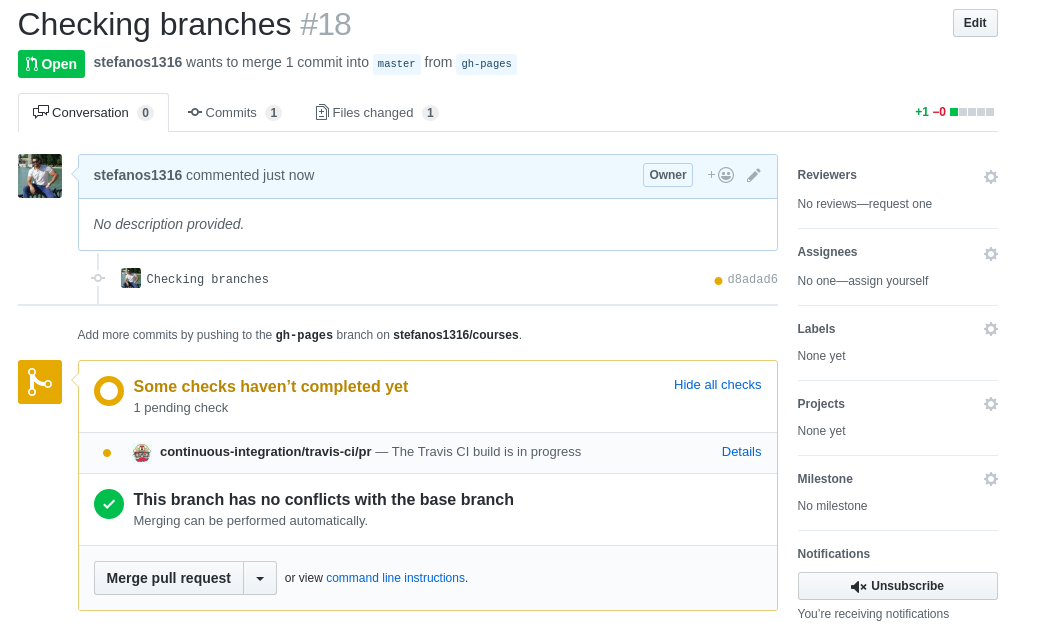 Checking branches #18
Edit
Open stefanos1316 wants to merge 1 commit into master from gh-pages
Conversation 0 Commits 1 Files changed 1 +1 −0
stefanos1316 commented just now Owner +
No description provided.
Checking branches d8adad6
Add more commits by pushing to the gh-pages branch on stefanos1316/courses.
Some checks haven’t completed yet Hide all checks
1 pending check
continuous-integration/travis-ci/pr — The Travis CI build is in progress Details
This branch has no conflicts with the base branch
Merging can be performed automatically.
Merge pull request or view command line instructions.
Reviewers
No reviews—request one
Assignees
No one—assign yourself
Labels
None yet
Projects
None yet
Milestone
No milestone
Notifications
Unsubscribe
You’re receiving notifications